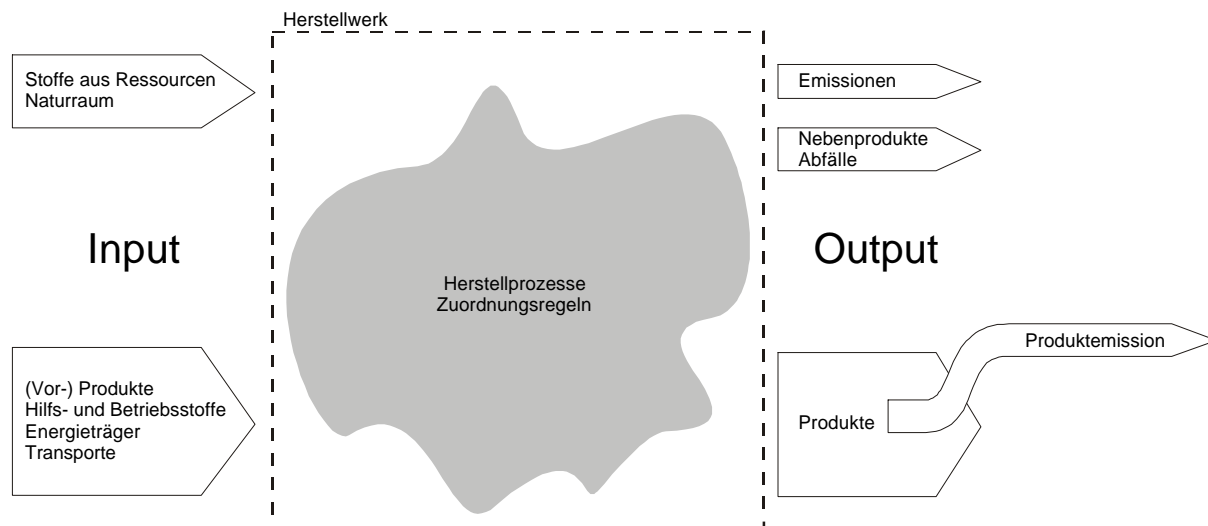 Herstellwerk
Stoffe aus Ressourcen
Naturraum
Input
(Vor-) Produkte
Hilfs- und Betriebsstoffe
Energieträger
Transporte
Herstellprozesse
Zuordnungsregeln
Emissionen
Nebenprodukte
Abfälle
Output
Produktemission
Produkte